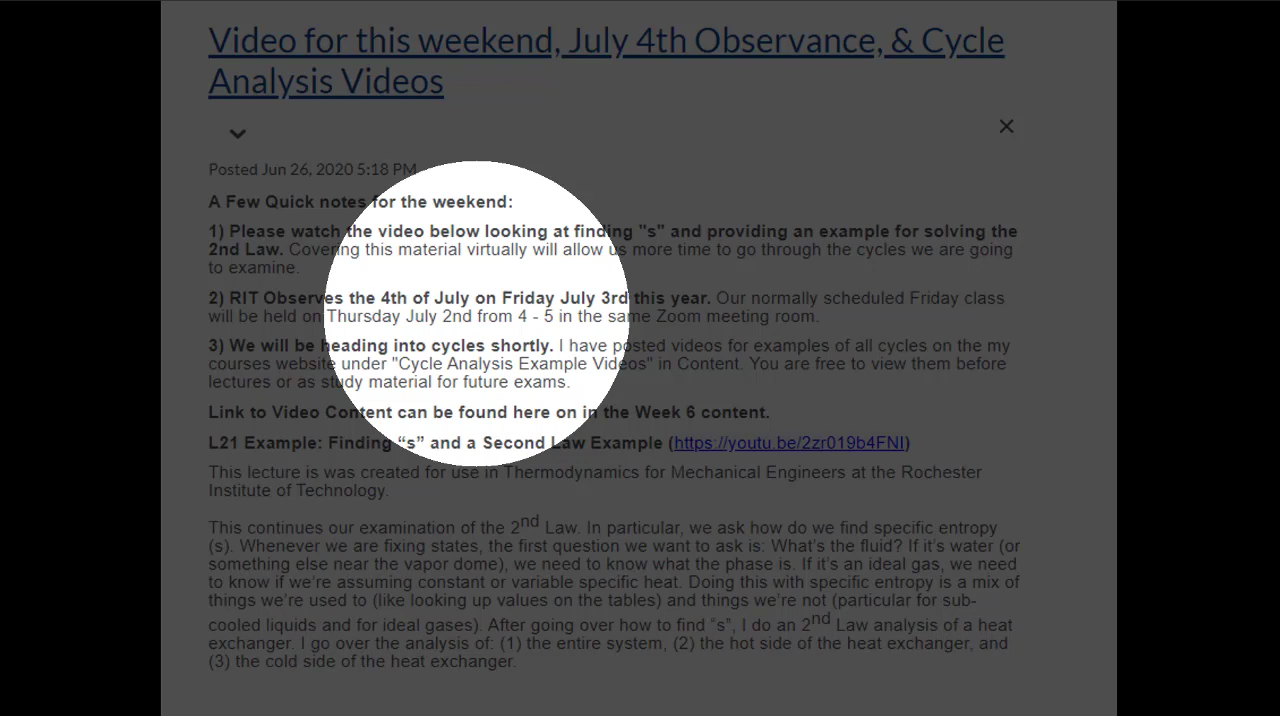 Video for this weekend, July 4th Observance, & Cycle
Analysis Videos
Posted Jun 26, 2020 5:18 PM
A Few Quick notes for the weekend:
1) Please watch the video below looking at finding "s" and providing an example for solving the
2nd Law. Covering this material virtually will allow us more time to go through the cycles we are going
to examine.
2) RIT Observes the 4th of July on Friday July 3rd this year. Our normally scheduled Friday class
will be held on Thursday July 2nd from 4 - 5 in the same Zoom meeting room.
3) We will be heading into cycles shortly. I have posted videos for examples of all cycles on the my
courses website under "Cycle Analysis Example Videos" in Content. You are free to view them before
lectures or as study material for future exams.
Link to Video Content can be found here on in the Week 6 content.
L21 Example: Finding “s” and a Second Law Example (https://youtu.be/2zr019b4FNI)
This lecture is was created for use in Thermodynamics for Mechanical Engineers at the Rochester
Institute of Technology.
This continues our examination of the 2nd Law. In particular, we ask how do we find specific entropy
(s). Whenever we are fixing states, the first question we want to ask is: What’s the fluid? If it’s water (or
something else near the vapor dome), we need to know what the phase is. If it’s an ideal gas, we need
to know if we’re assuming constant or variable specific heat. Doing this with specific entropy is a mix of
things we’re used to (like looking up values on the tables) and things we’re not (particular for sub-
cooled liquids and for ideal gases). After going over how to find “s”, I do an 2nd Law analysis of a heat
exchanger. I go over the analysis of: (1) the entire system, (2) the hot side of the heat exchanger, and
(3) the cold side of the heat exchanger.